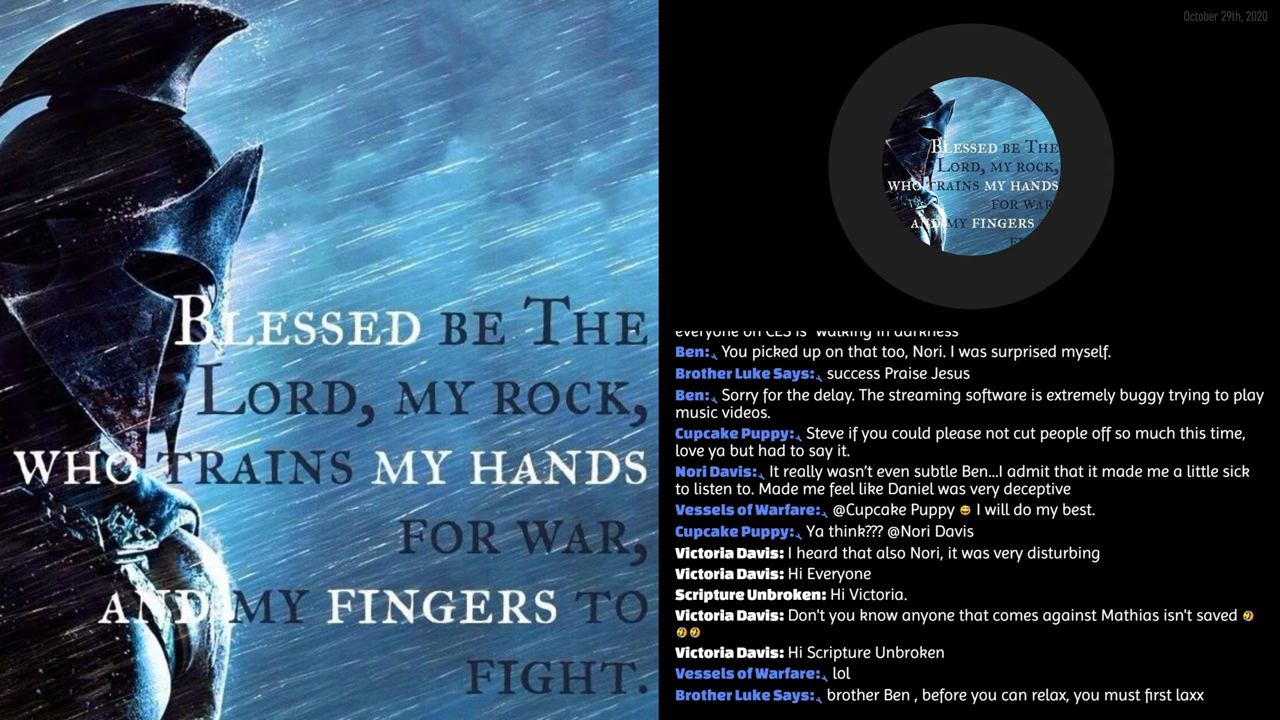 Blessed be The
Lord, my rock,
who trains my hands
for war,
and my fingers to
fight.
October 29th, 2020
Blessed be The
Lord, my rock,
who trains my hands
for war
and my fingers
everyone on CES is "walking in darkness
Ben: You picked up on that too, Nori. I was surprised myself.
Brother Luke Says: success Praise Jesus
Ben: Sorry for the delay. The streaming software is extremely buggy trying to play
music videos.
Cupcake Puppy: Steve if you could please not cut people off so much this time,
love ya but had to say it.
Nori Davis: It really wasn't even subtle Ben...I admit that it made me a little sick
to listen to. Made me feel like Daniel was very deceptive
Vessels of Warfare: @Cupcake Puppy 😅 I will do my best.
Cupcake Puppy: Ya think??? @Nori Davis
Victoria Davis: I heard that also Nori, it was very disturbing
Victoria Davis: Hi Everyone
Scripture Unbroken: Hi Victoria.
Victoria Davis: Don't you know anyone that comes against Mathias isn't saved 🤣
🤣🤣
Victoria Davis: Hi Scripture Unbroken
Vessels of Warfare: lol
Brother Luke Says: brother Ben , before you can relax, you must first laxx